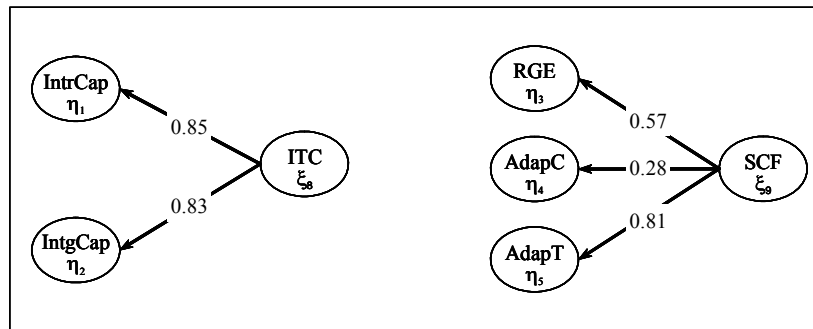 IntrCap
η₁
0.85
ITC
ξ₈
0.83
IntgCap
η₂
RGE
η₃
0.57
AdapC
η₄
0.28
SCF
ξ₉
0.81
AdapT
η₅